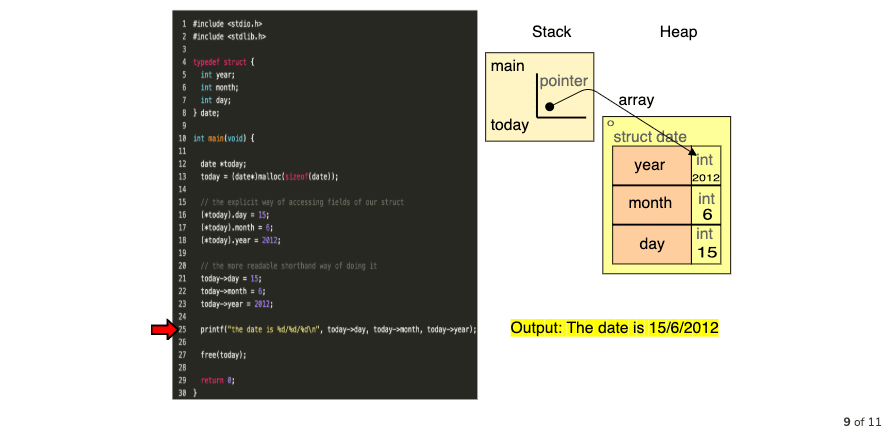 1 #include <stdio.h>
2 #include <stdlib.h>
3
4 typedef struct {
5 int year;
6 int month;
7 int day;
8 } date;
9
10 int main(void) {
11
12 date *today;
13 today = (date*)malloc(sizeof(date));
14
15 // the explicit way of accessing fields of our struct
16 (*today).day = 15;
17 (*today).month = 6;
18 (*today).year = 2012;
19
20 // the more readable shorthand way of doing it
21 today->day = 15;
22 today->month = 6;
23 today->year = 2012;
24
25 printf("the date is %d/%d/%d\n", today->day, today->month, today->year);
26
27 free(today);
28
29 return 0;
30 }
Stack
Heap
main
pointer
today
array
struct date
year
int
2012
month
int
6
day
int
15
Output: The date is 15/6/2012
9 of 11